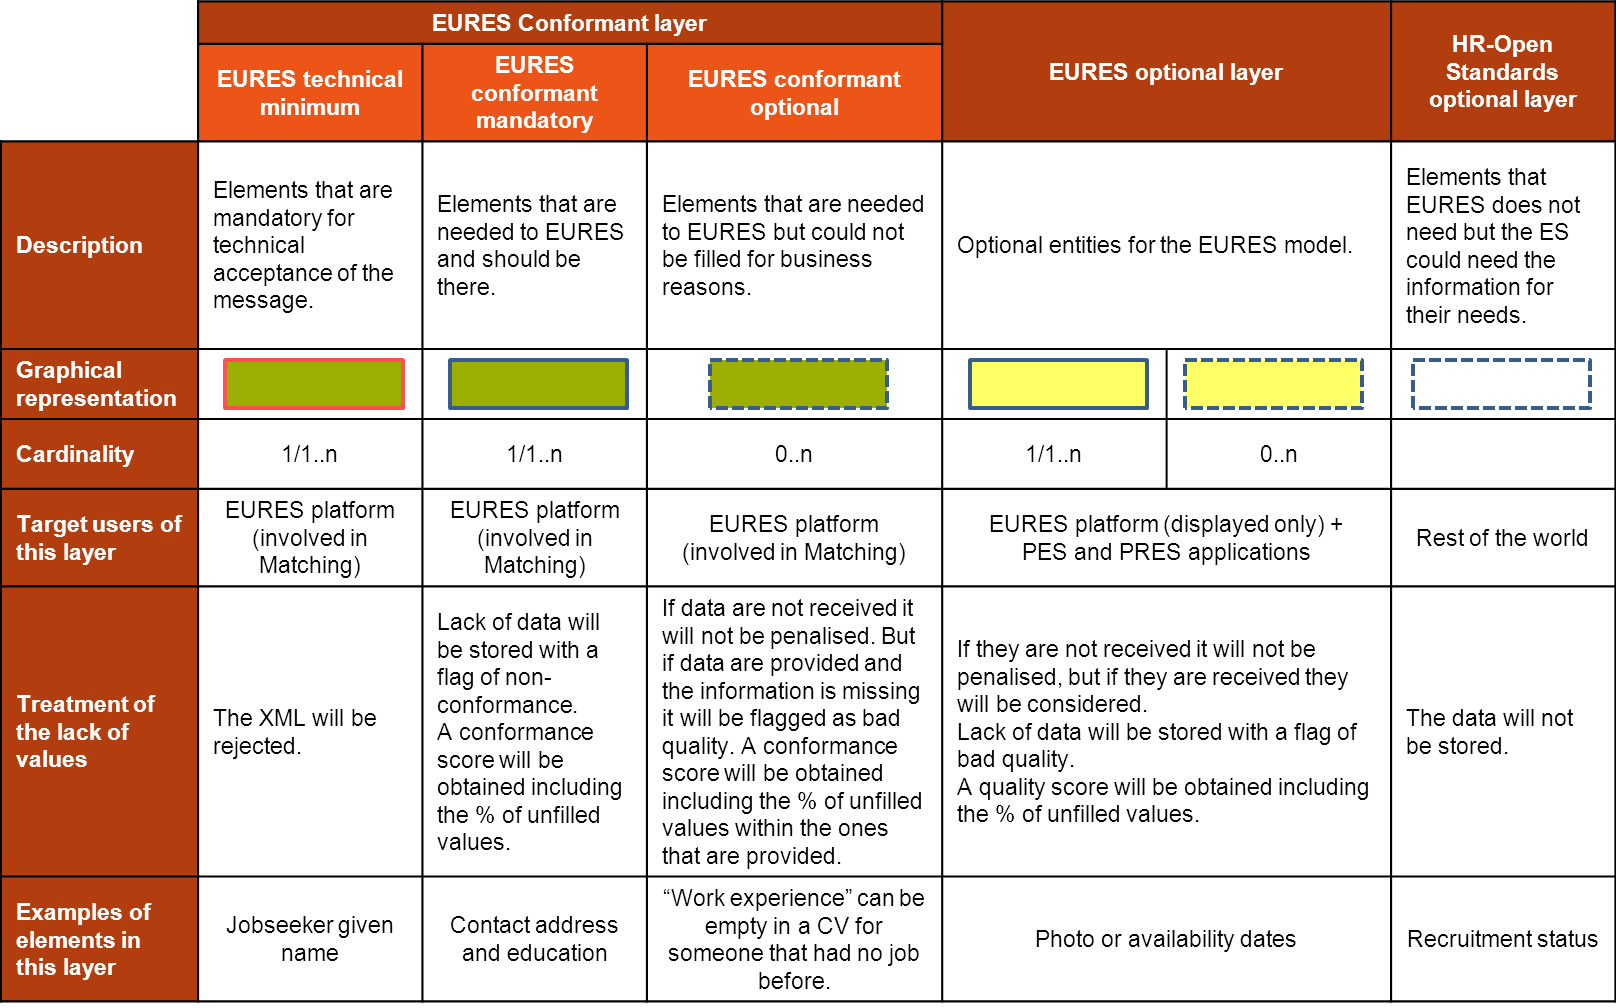 EURES Conformant layer
EURES optional layer
HR-Open
Standards
optional layer
EURES technical
minimum
EURES
conformant
mandatory
EURES conformant
optional
Description
Elements that are
mandatory for
technical
acceptance of the
message.
Elements that are
needed to EURES
and should be
there.
Elements that are needed
to EURES but could not
be filled for business
reasons.
Optional entities for the EURES model.
Elements that
EURES does not
need but the ES
could need the
information for
their needs.
Graphical
representation
Cardinality
1/1..n
1/1..n
0..n
1/1..n
0..n
Target users of
this layer
EURES platform
(involved in
Matching)
EURES platform
(involved in
Matching)
EURES platform
(involved in Matching)
EURES platform (displayed only) +
PES and PRES applications
Rest of the world
Treatment of
the lack of
values
The XML will be
rejected.
Lack of data will
be stored with a
flag of non-
conformance.
A conformance
score will be
obtained including
the % of unfilled
values.
If data are not received it
will not be penalised. But
if data are provided and
the information is missing
it will be flagged as bad
quality. A conformance
score will be obtained
including the % of unfilled
values within the ones
that are provided.
If they are not received it will not be
penalised, but if they are received they
will be considered.
Lack of data will be stored with a flag of
bad quality.
A quality score will be obtained including
the % of unfilled values.
The data will not
be stored.
Examples of
elements in
this layer
Jobseeker given
name
Contact address
and education
“Work experience” can be
empty in a CV for
someone that had no job
before.
Photo or availability dates
Recruitment status